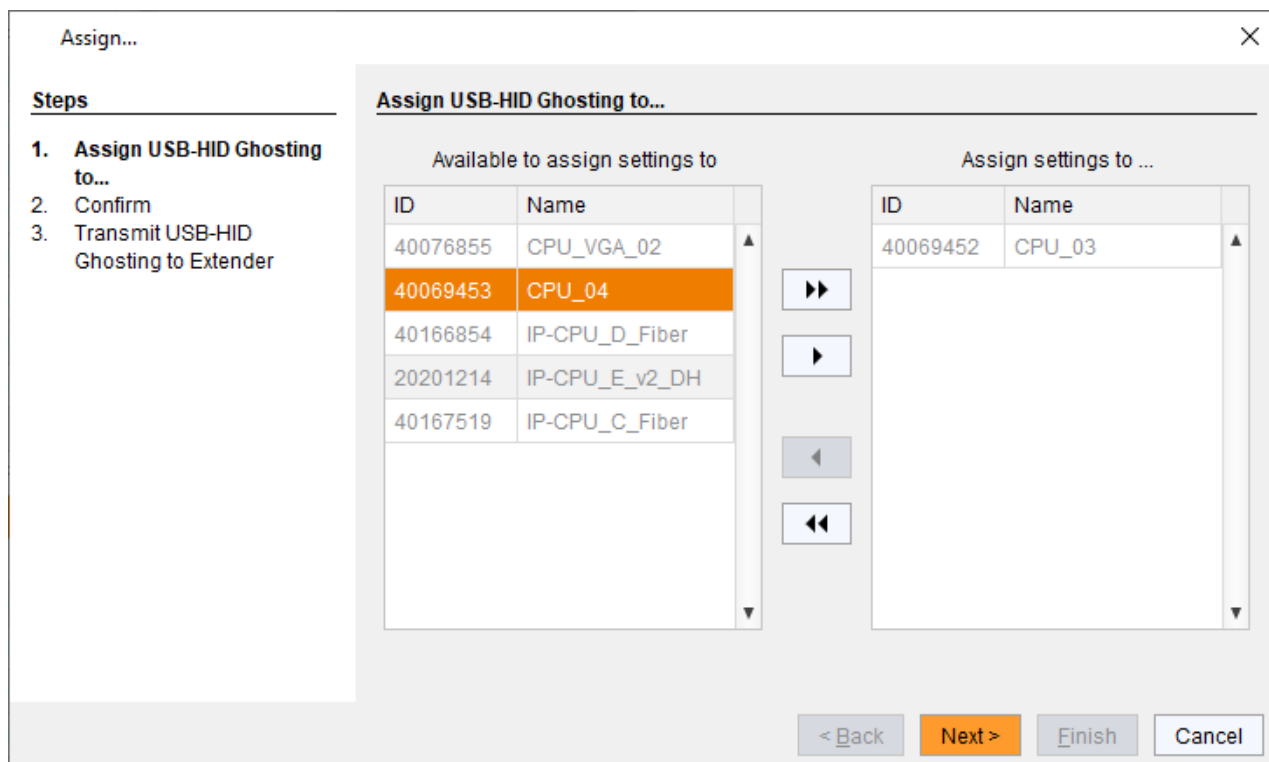 Assign...
Steps
1. Assign USB-HID Ghosting
to...
2. Confirm
3. Transmit USB-HID
Ghosting to Extender
Assign USB-HID Ghosting to...
Available to assign settings to
ID Name
40076855 CPU_VGA_02
40069453 CPU_04
40166854 IP-CPU_D_Fiber
20201214 IP-CPU_E_v2_DH
40167519 IP-CPU_C_Fiber
Assign settings to ...
ID Name
40069452 CPU_03
< Back Next > Finish Cancel